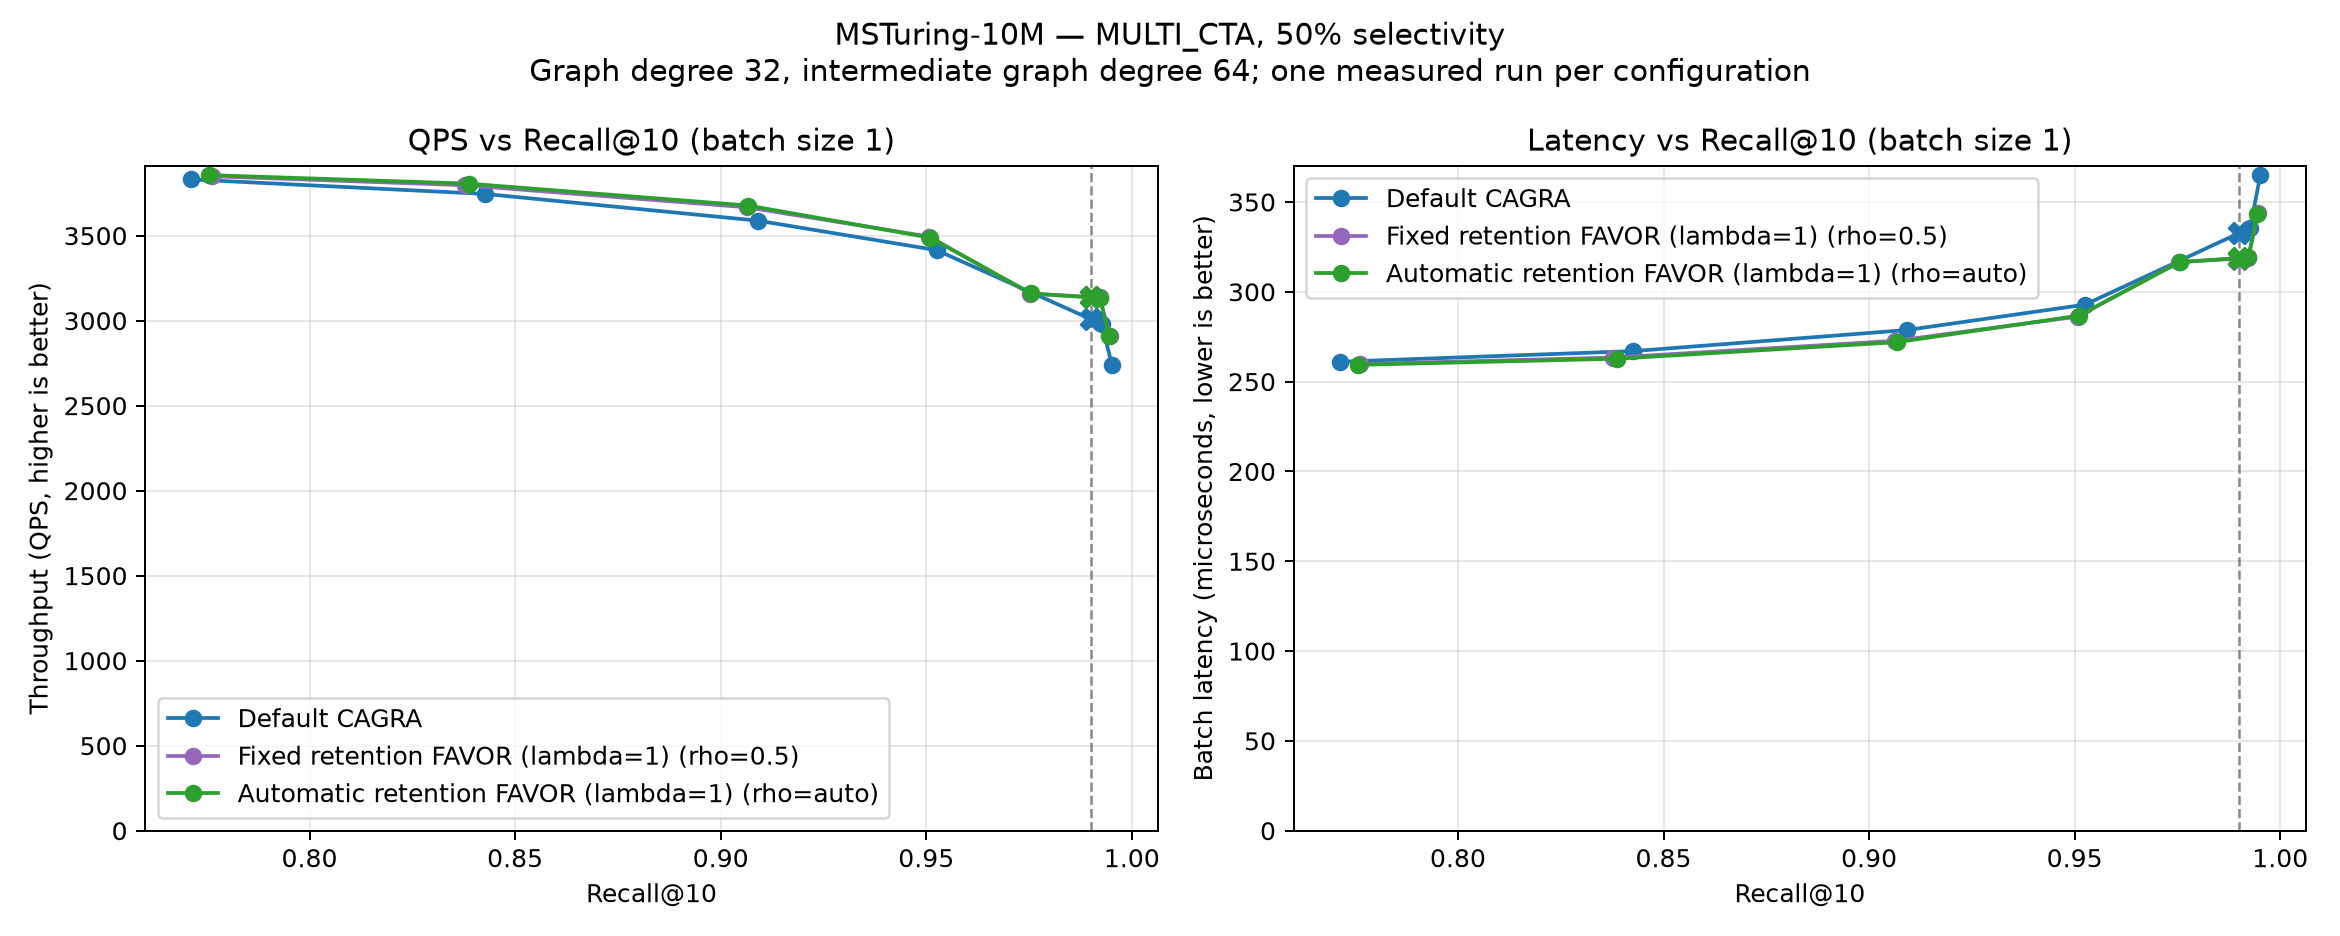 MSTuring-10M — MULTI_CTA, 50% selectivity
Graph degree 32, intermediate graph degree 64; one measured run per configuration
QPS vs Recall@10 (batch size 1)
Throughput (QPS, higher is better)
3500
3000
2500
2000
1500
1000
500
0
Default CAGRA
Fixed retention FAVOR (lambda=1) (rho=0.5)
Automatic retention FAVOR (lambda=1) (rho=auto)
0.80 0.85 0.90 0.95 1.00
Recall@10
Latency vs Recall@10 (batch size 1)
Batch latency (microseconds, lower is better)
350
300
250
200
150
100
50
0
Default CAGRA
Fixed retention FAVOR (lambda=1) (rho=0.5)
Automatic retention FAVOR (lambda=1) (rho=auto)
0.80 0.85 0.90 0.95 1.00
Recall@10